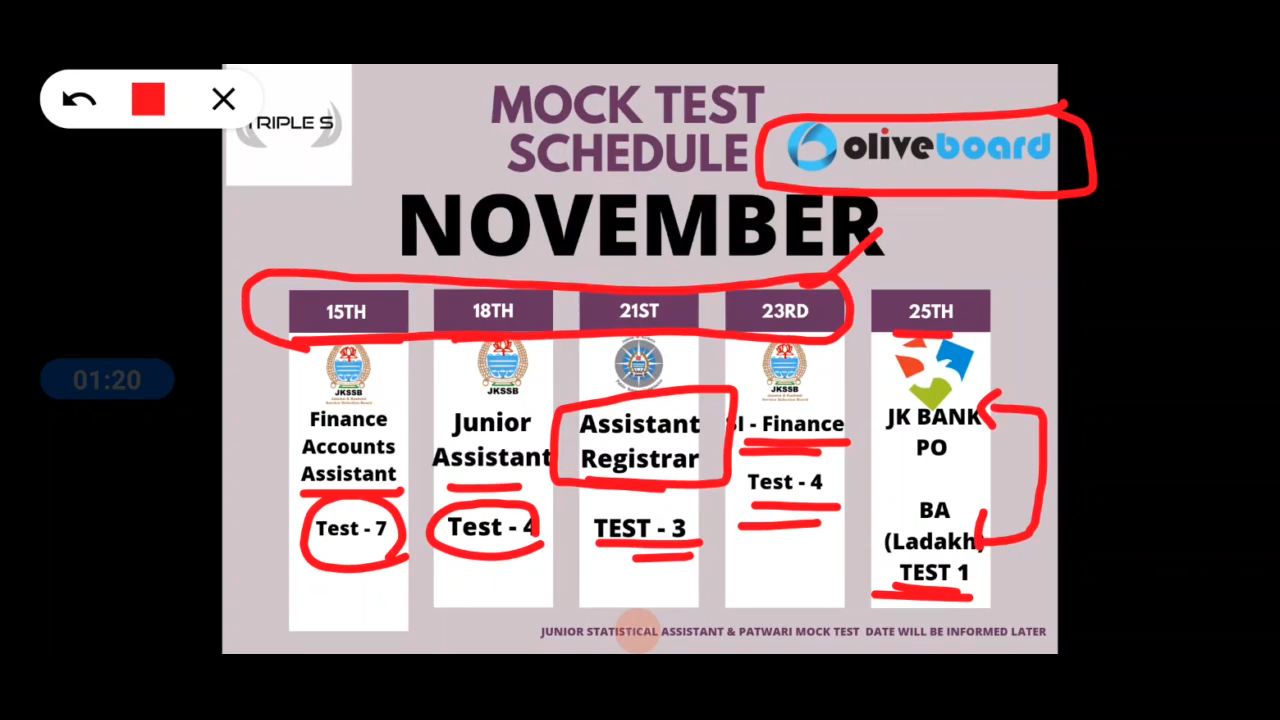 TRIPLE S
MOCK TEST
SCHEDULE
oliveboard
NOVEMBER
15TH
18TH
21ST
23RD
25TH
JKSSB
Finance
Accounts
Assistant
Test - 7
JKSSB
Junior
Assistant
Test - 4
Assistant
Registrar
TEST - 3
JKSSB
SI - Finance
Test - 4
JK BANK
PO
BA
(Ladakh)
TEST 1
01:20
JUNIOR STATISTICAL ASSISTANT & PATWARI MOCK TEST DATE WILL BE INFORMED LATER